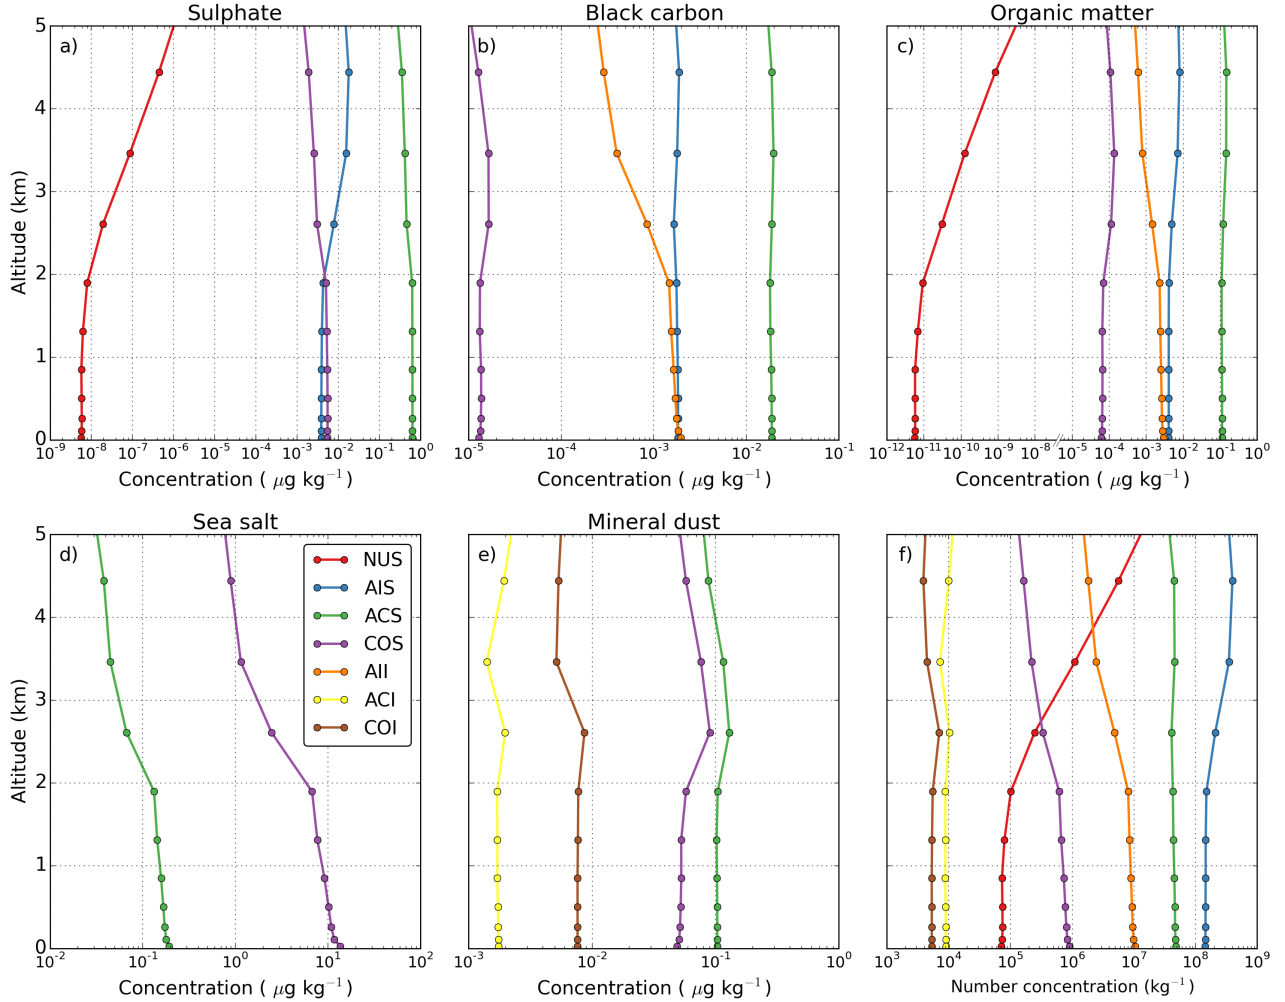 Sulphate Black carbon Organic matter
a) b) c)
5
4
3
2
1
0
Altitude (km)
10⁻⁹ 10⁻⁸ 10⁻⁷ 10⁻⁶ 10⁻⁵ 10⁻⁴ 10⁻³ 10⁻² 10⁻¹ 10⁰
10⁻⁵ 10⁻⁴ 10⁻³ 10⁻² 10⁻¹
10⁻¹² 10⁻¹¹ 10⁻¹⁰ 10⁻⁹ 10⁻⁸ // 10⁻⁵ 10⁻⁴ 10⁻³ 10⁻² 10⁻¹ 10⁰
Concentration ( μg kg⁻¹) Concentration ( μg kg⁻¹) Concentration ( μg kg⁻¹)
Sea salt Mineral dust
d) e) f)
5
4
3
2
1
0
Altitude (km)
NUS
AIS
ACS
COS
AII
ACI
COI
10⁻² 10⁻¹ 10⁰ 10¹ 10²
10⁻³ 10⁻² 10⁻¹ 10⁰
10³ 10⁴ 10⁵ 10⁶ 10⁷ 10⁸ 10⁹
Concentration ( μg kg⁻¹) Concentration ( μg kg⁻¹) Number concentration (kg⁻¹)